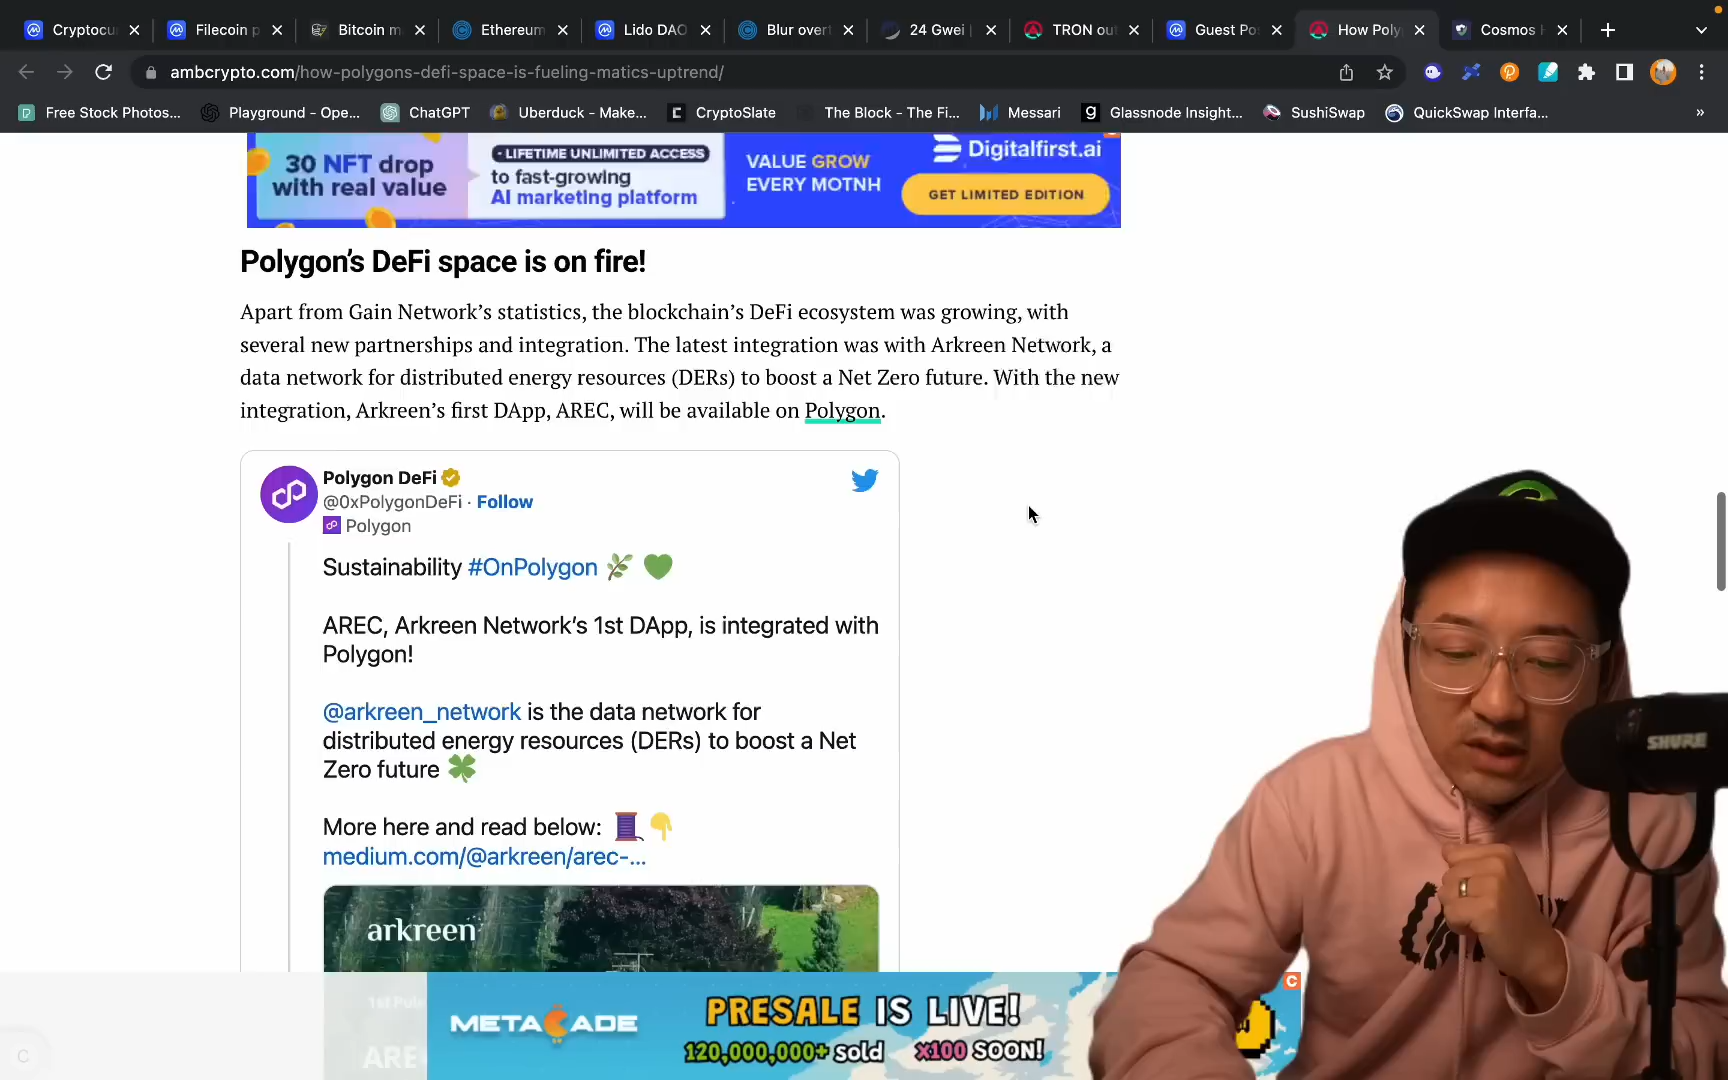 Cryptocu
Filecoin p
Bitcoin m
Ethereum
Lido DAO
Blur overt
24 Gwei
TRON out
Guest Po
How Poly
Cosmos H
ambcrypto.com/how-polygons-defi-space-is-fueling-matics-uptrend/
Free Stock Photos...
Playground - Ope...
ChatGPT
Uberduck - Make...
CryptoSlate
The Block - The Fi...
Messari
Glassnode Insight...
SushiSwap
QuickSwap Interfa...
»
30 NFT drop
with real value
- LIFETIME UNLIMITED ACCESS
to fast-growing
AI marketing platform
VALUE GROW
EVERY MOTNH
Digitalfirst.ai
GET LIMITED EDITION
Polygon’s DeFi space is on fire!
Apart from Gain Network’s statistics, the blockchain’s DeFi ecosystem was growing, with
several new partnerships and integration. The latest integration was with Arkreen Network, a
data network for distributed energy resources (DERs) to boost a Net Zero future. With the new
integration, Arkreen’s first DApp, AREC, will be available on Polygon.
Polygon DeFi
@0xPolygonDeFi · Follow
Polygon
Sustainability #OnPolygon 🌿 💚
AREC, Arkreen Network’s 1st DApp, is integrated with
Polygon!
@arkreen_network is the data network for
distributed energy resources (DERs) to boost a Net
Zero future 🍀
More here and read below: 🧵👇
medium.com/@arkreen/arec-...
arkreen
ARE
METACADE
PRESALE IS LIVE!
120,000,000+ sold x100 SOON!
C
SHURE